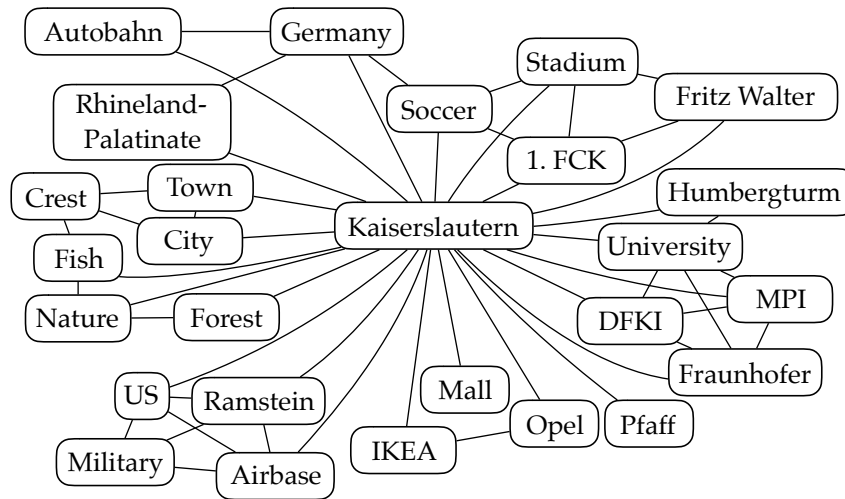 Autobahn
Germany
Stadium
Rhineland-
Palatinate
Soccer
Fritz Walter
1. FCK
Crest
Town
Humbergturm
Kaiserslautern
City
University
Fish
Nature
Forest
DFKI
MPI
US
Ramstein
Mall
Fraunhofer
IKEA
Opel
Pfaff
Military
Airbase